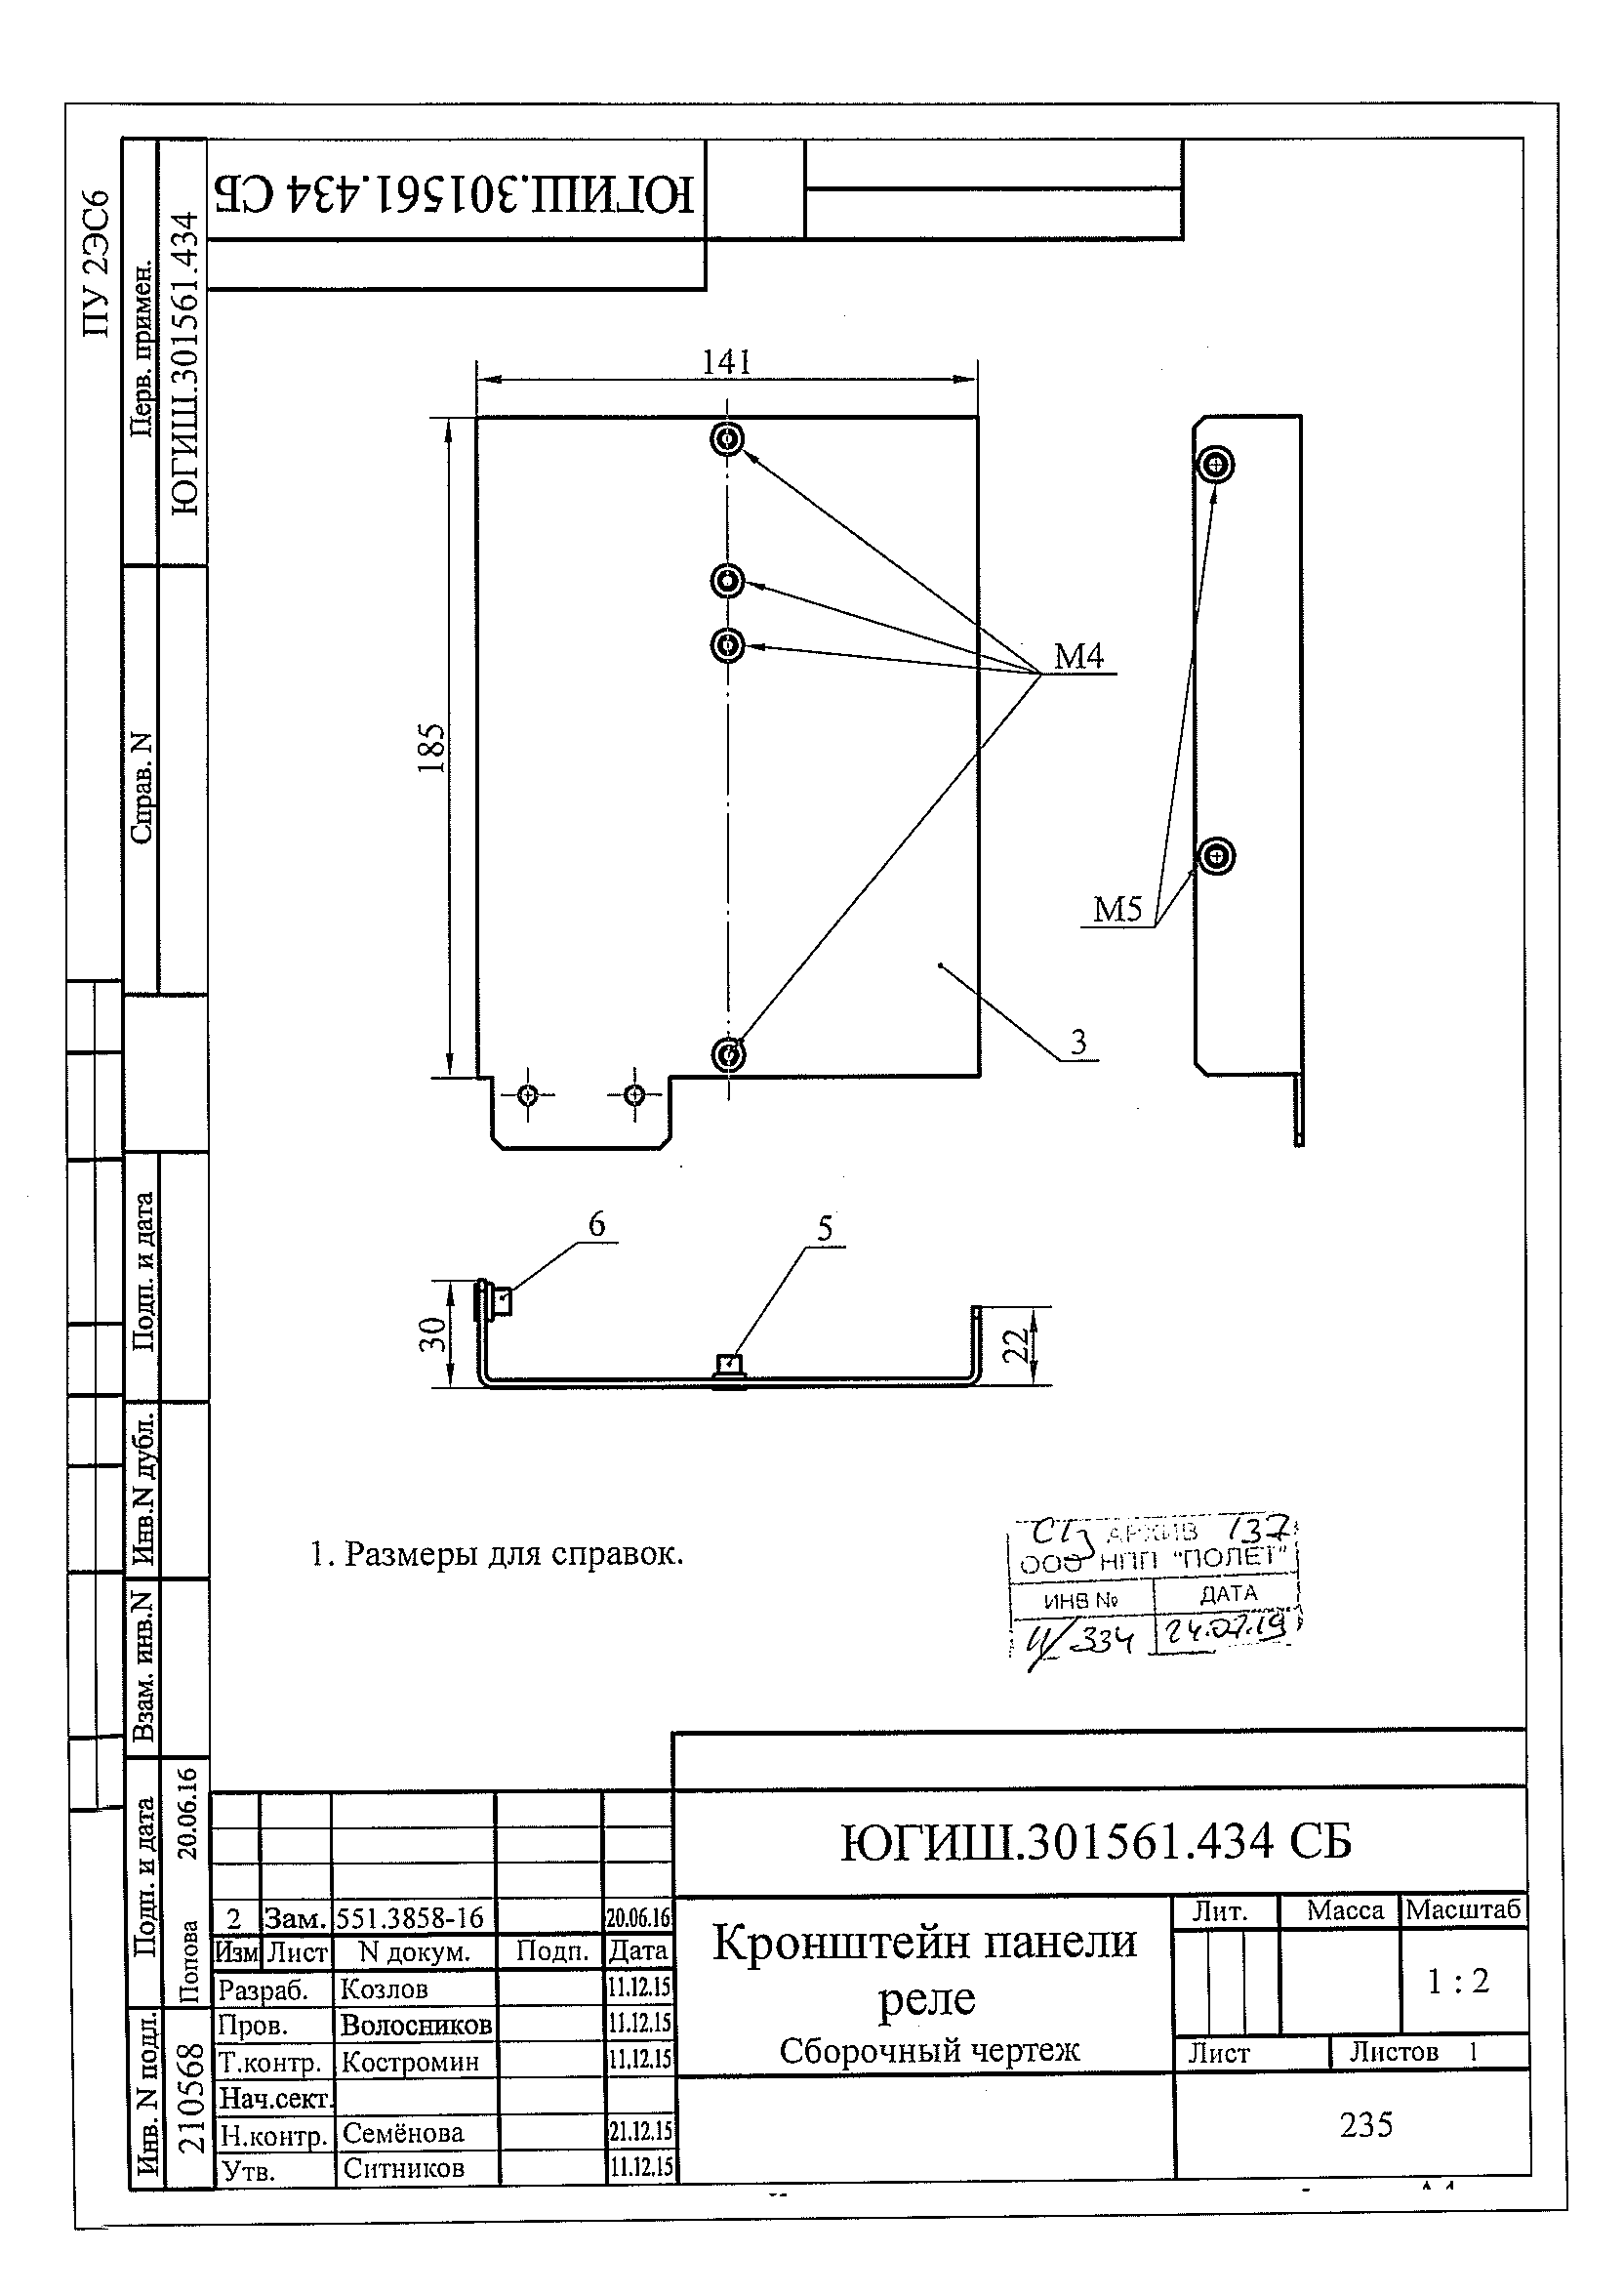 ПУ 2ЭС6
Перв. примен.
ЮГИШ.301561.434
ЮГИШ.301561.434 СБ
Справ. N
141
185
М4
М5
3
6
5
30
22
1. Размеры для справок.
АРХИВ 137
ООО НПП "ПОЛЕТ"
ИНВ № ДАТА
334 24.07.19
Подп. и дата
Инв.N дубл.
Взам. инв.N
Подп. и дата
Попова 20.06.16
Инв. N подл.
210568
ЮГИШ.301561.434 СБ
2 Зам. 551.3858-16 20.06.16
Изм Лист N докум. Подп. Дата
Разраб. Козлов 11.12.15
Пров. Волосников 11.12.15
Т.контр. Костромин 11.12.15
Нач.сект.
Н.контр. Семёнова 21.12.15
Утв. Ситников 11.12.15
Кронштейн панели
реле
Сборочный чертеж
Лит. Масса Масштаб
1 : 2
Лист Листов 1
235